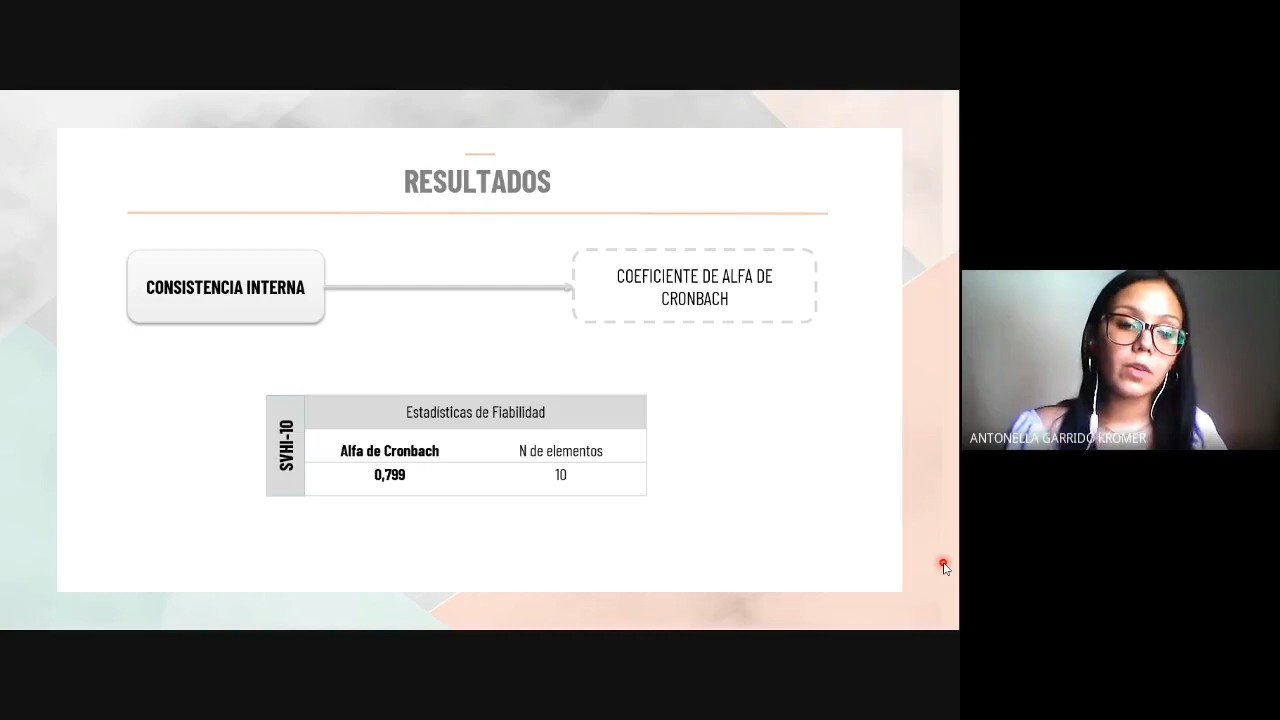 RESULTADOS
CONSISTENCIA INTERNA
COEFICIENTE DE ALFA DE
CRONBACH
SVHI-10
Estadísticas de Fiabilidad
Alfa de Cronbach N de elementos
0,799 10
ANTONELLA GARRIDO KROMER